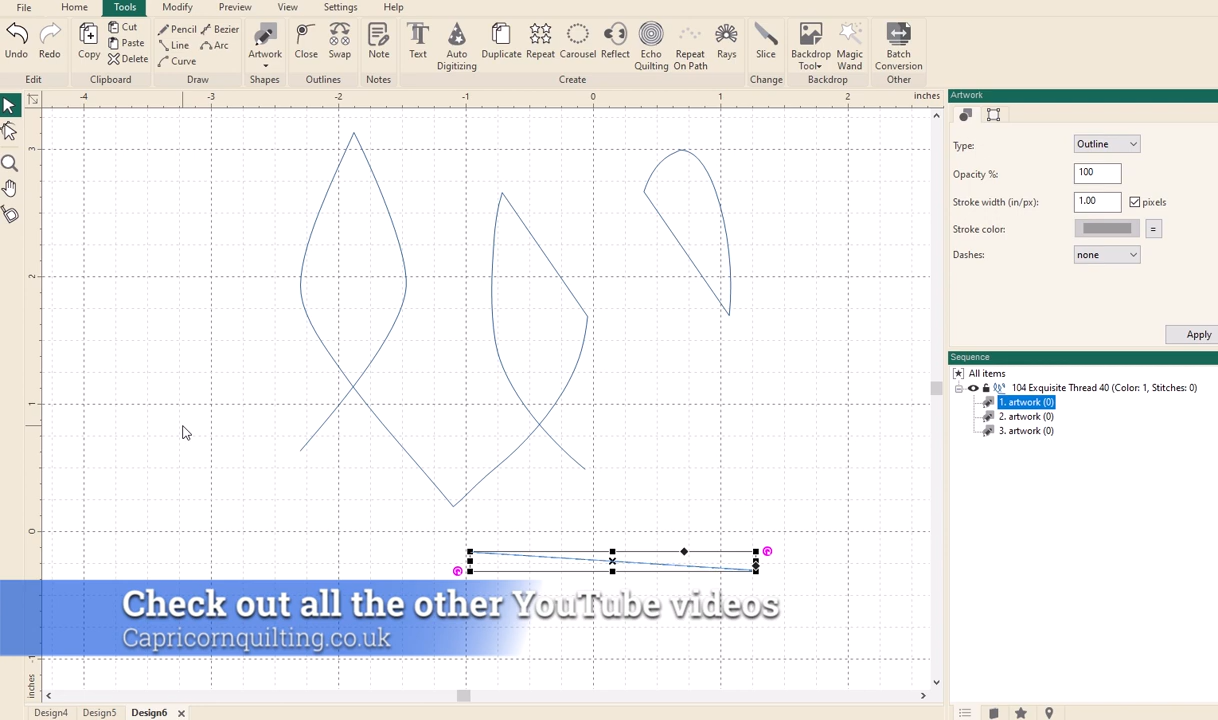 File Home Tools Modify Preview View Settings Help
Undo Redo Copy Cut Paste Delete Pencil Bezier Line Arc Curve Artwork Close Swap Note Text Auto Digitizing Duplicate Repeat Carousel Reflect Echo Quilting Repeat On Path Rays Slice Backdrop Tool Magic Wand Batch Conversion
Edit Clipboard Draw Shapes Outlines Notes Create Change Backdrop Other
-4 -3 -2 -1 0 1 2 inches
3
2
1
0
-1
inches
Artwork
Type: Outline
Opacity %: 100
Stroke width (in/px): 1.00 pixels
Stroke color: =
Dashes: none
Apply
Sequence
All items
104 Exquisite Thread 40 (Color: 1, Stitches: 0)
1. artwork (0)
2. artwork (0)
3. artwork (0)
Check out all the other YouTube videos
Capricornquilting.co.uk
Design4 Design5 Design6